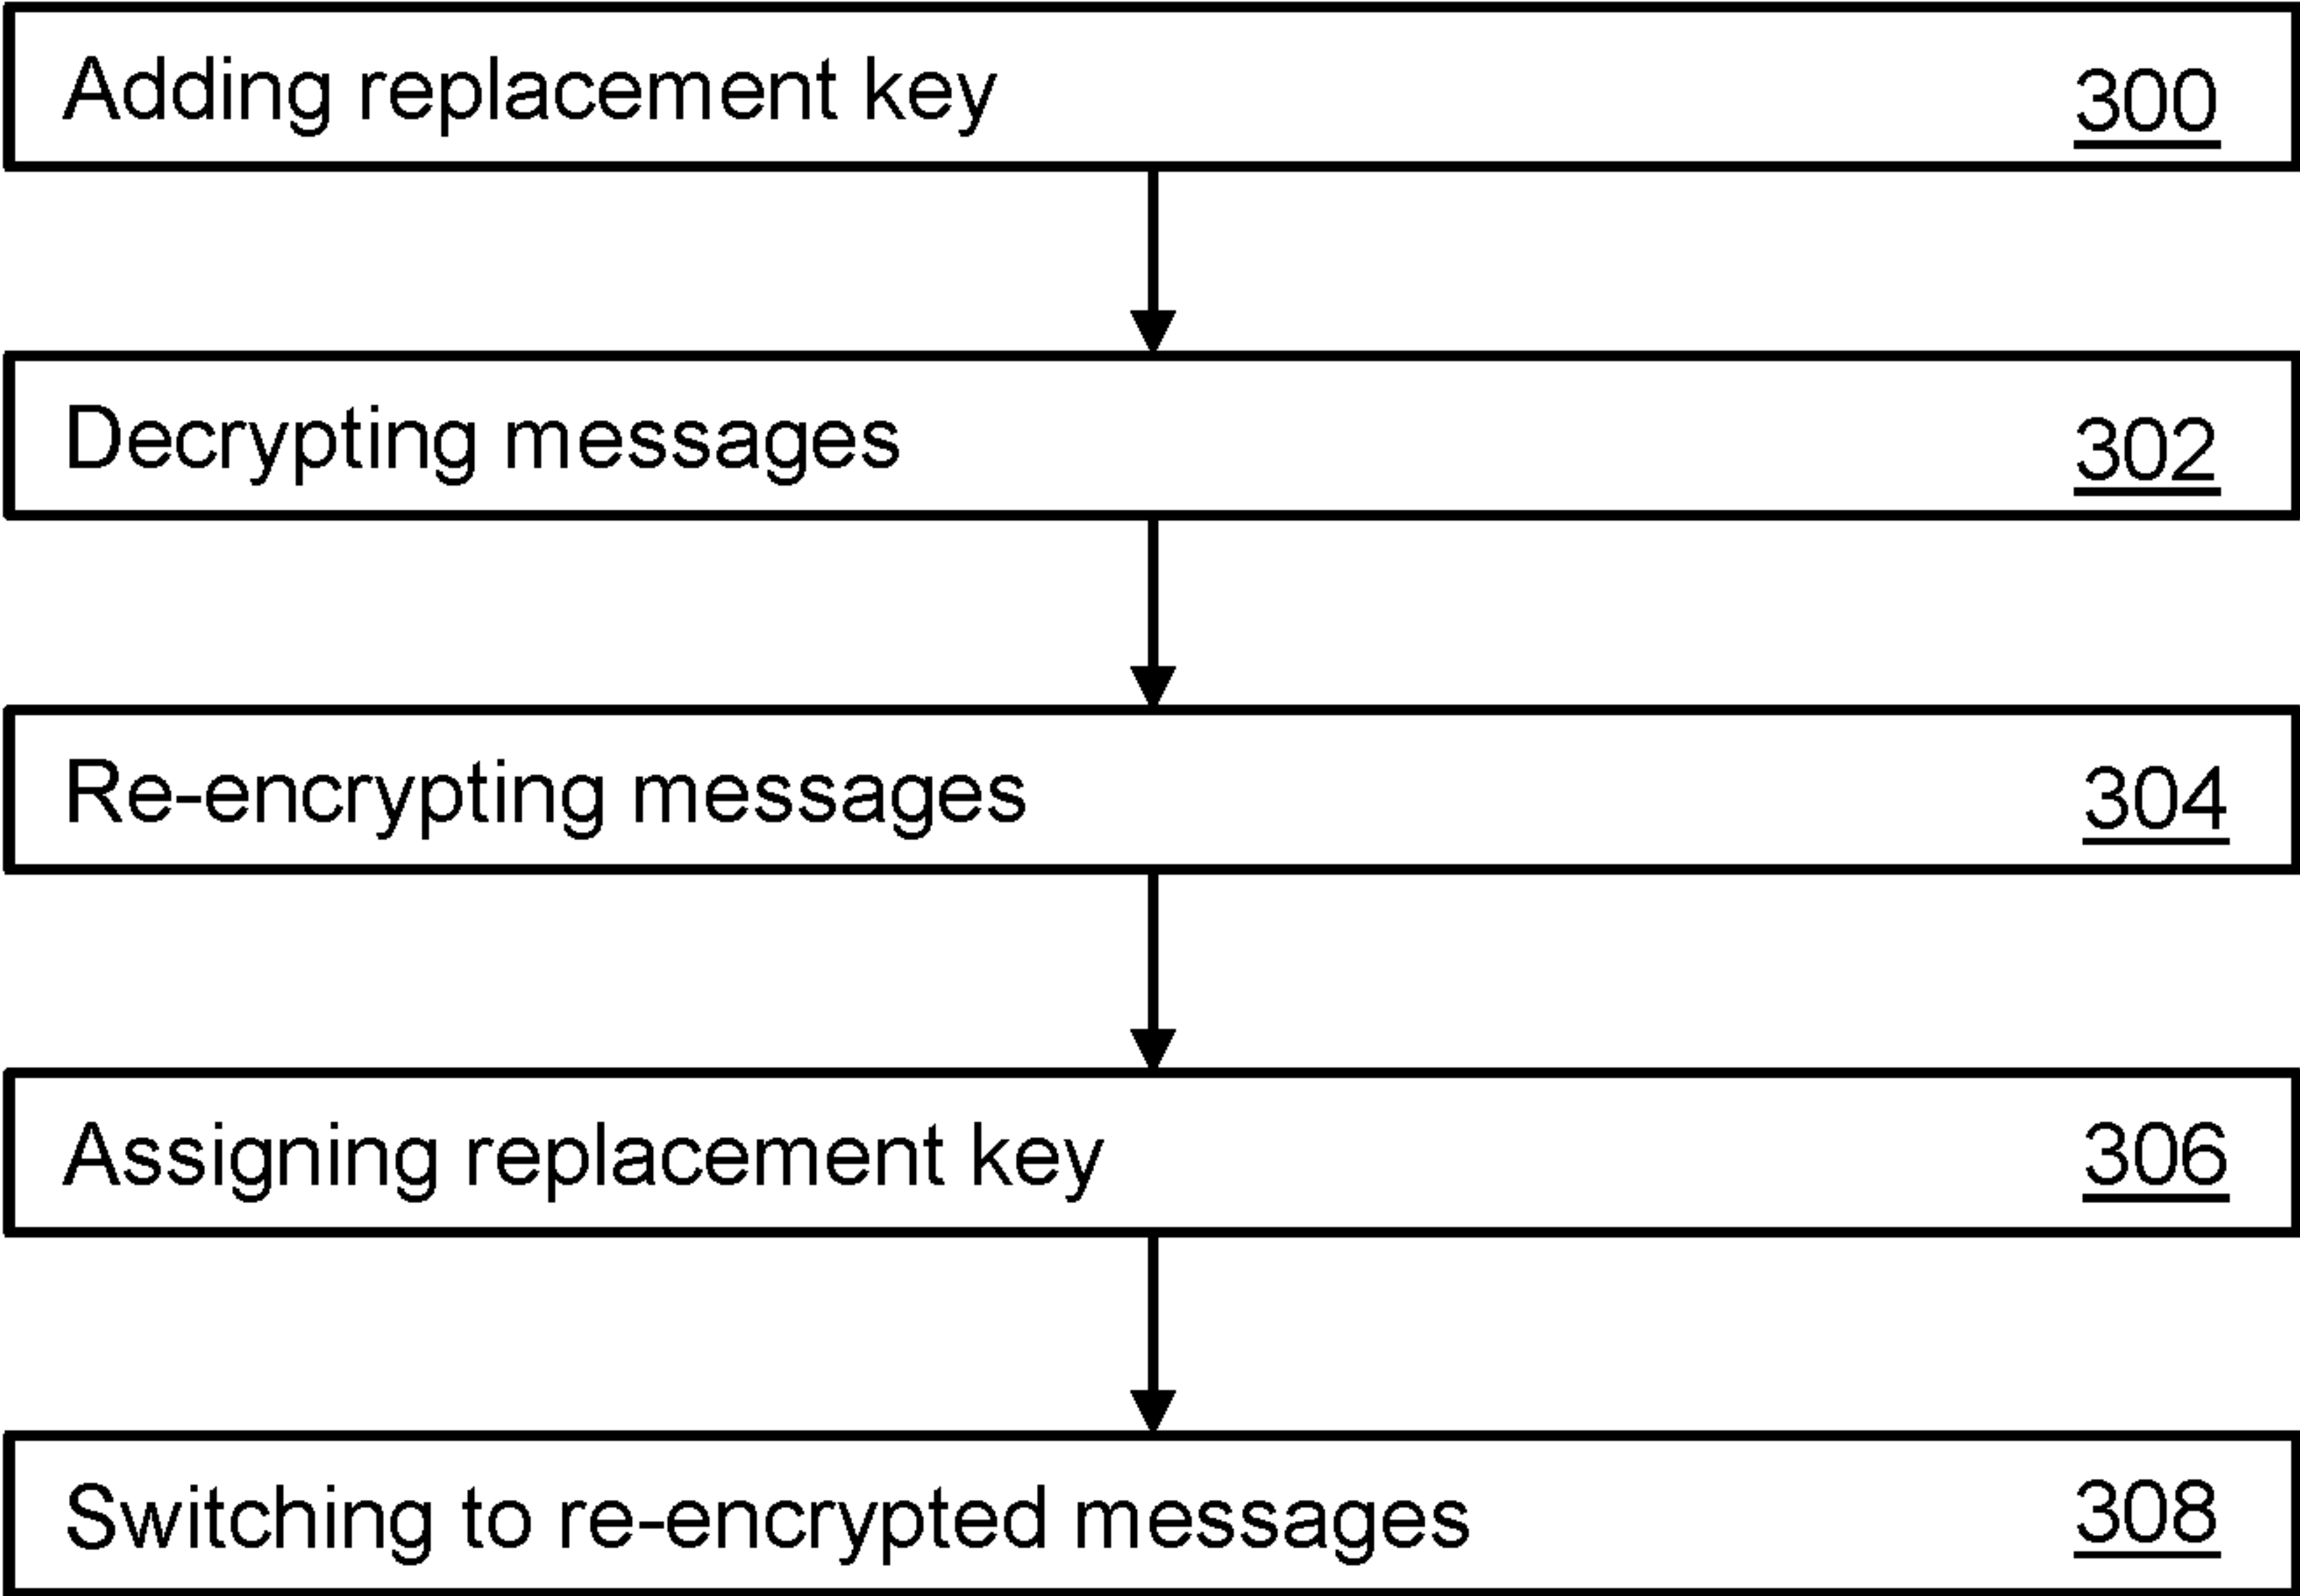 Adding replacement key 300
Decrypting messages 302
Re-encrypting messages 304
Assigning replacement key 306
Switching to re-encrypted messages 308